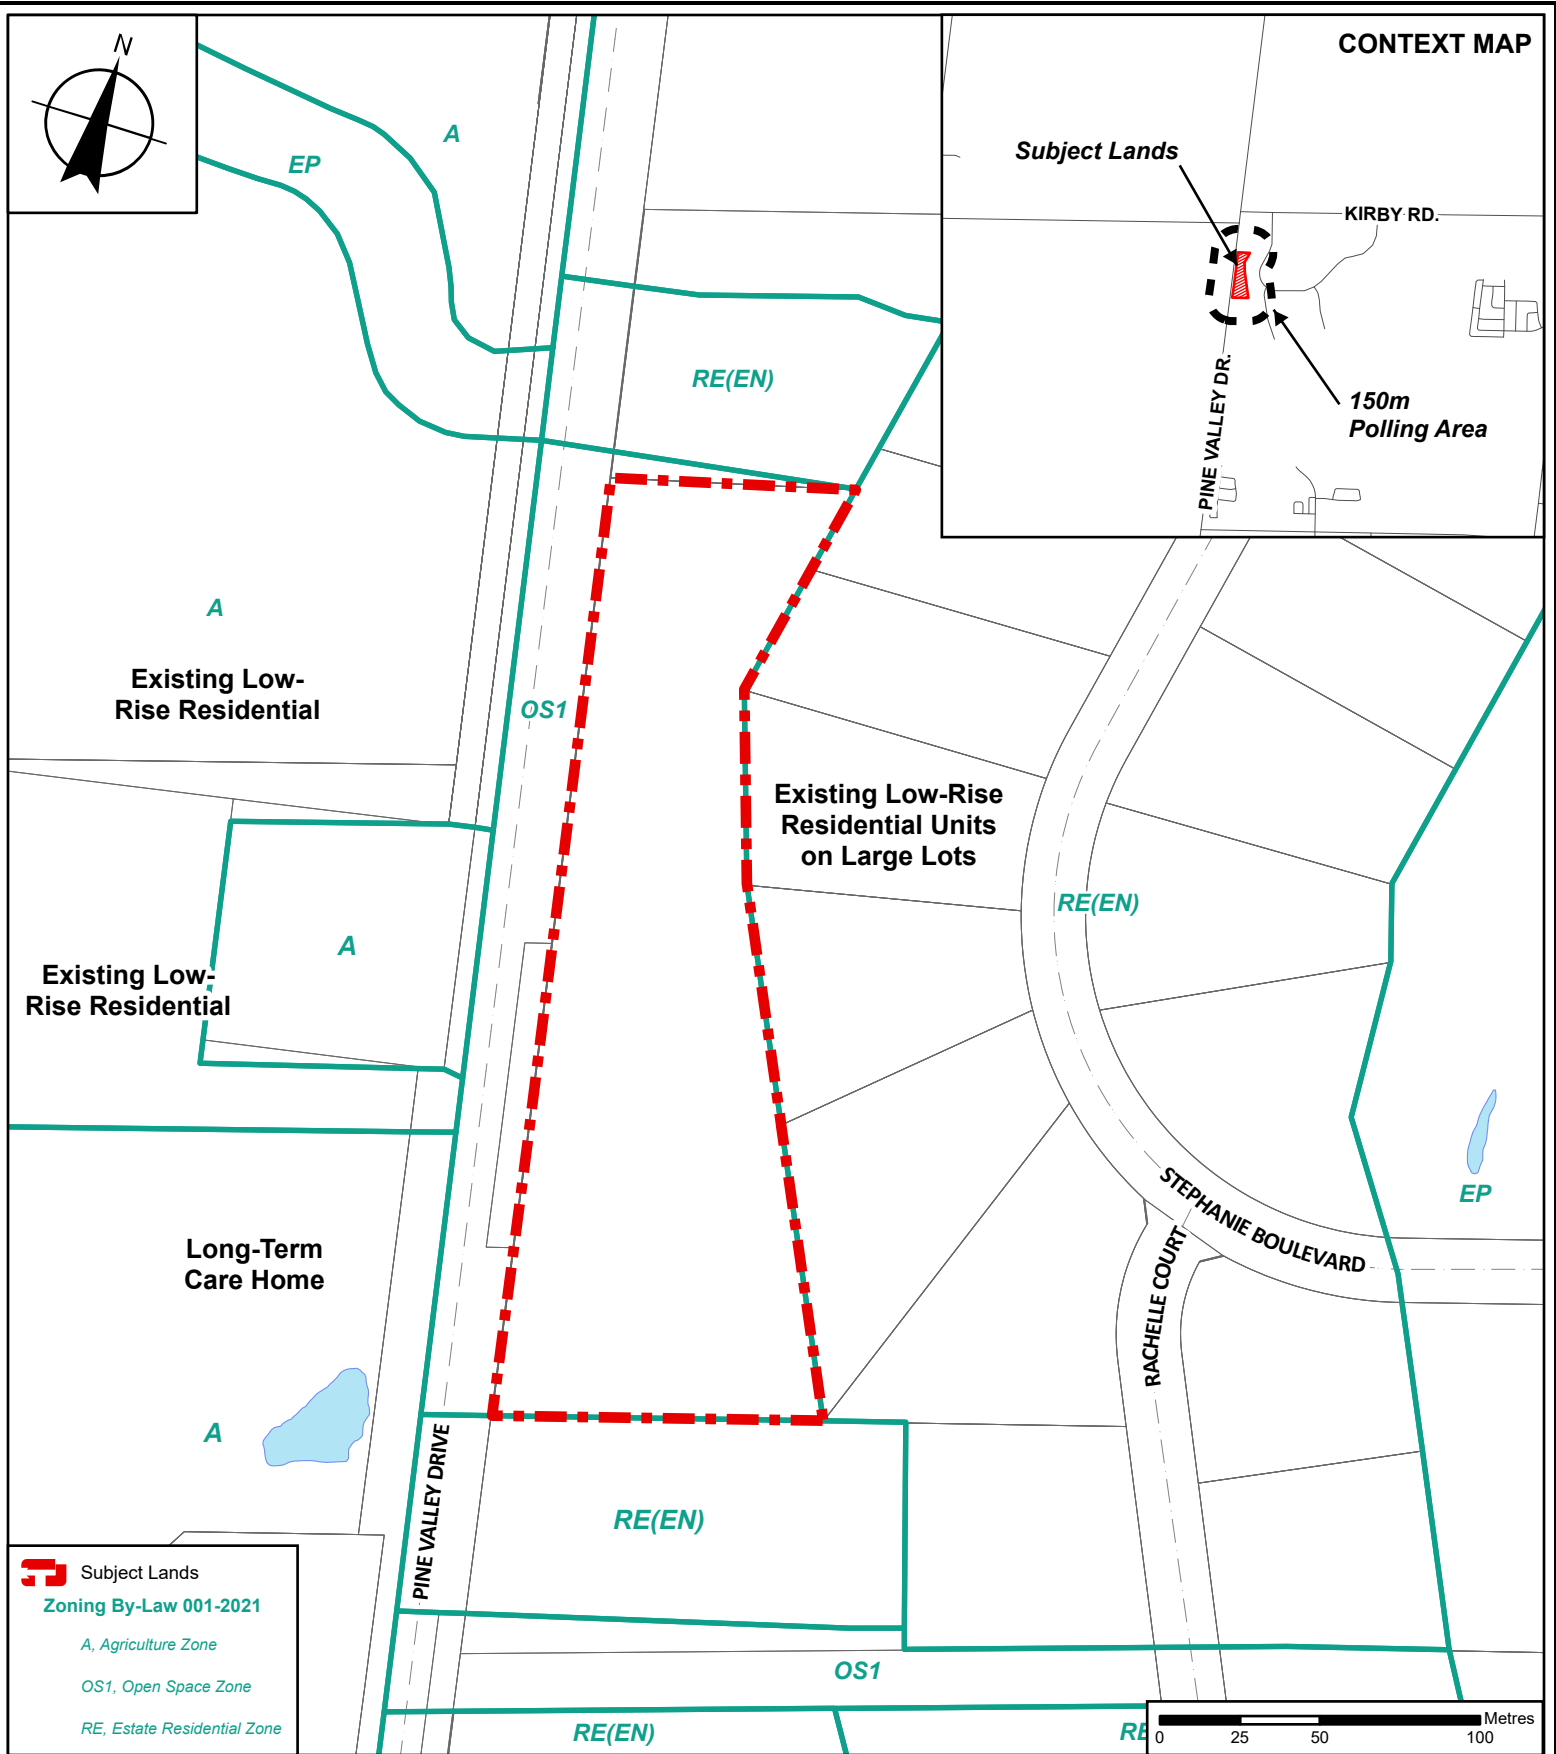 N
CONTEXT MAP
Subject Lands
KIRBY RD.
150m
Polling Area
PINE VALLEY DR.
A
EP
RE(EN)
A
Existing Low-
Rise Residential
OS1
Existing Low-Rise
Residential Units
on Large Lots
RE(EN)
A
Existing Low-
Rise Residential
EP
STEPHANIE BOULEVARD
RACHELLE COURT
Long-Term
Care Home
A
PINE VALLEY DRIVE
RE(EN)
OS1
RE(EN)
RE
Subject Lands
Zoning By-Law 001-2021
A, Agriculture Zone
OS1, Open Space Zone
RE, Estate Residential Zone
Metres
0 25 50 100